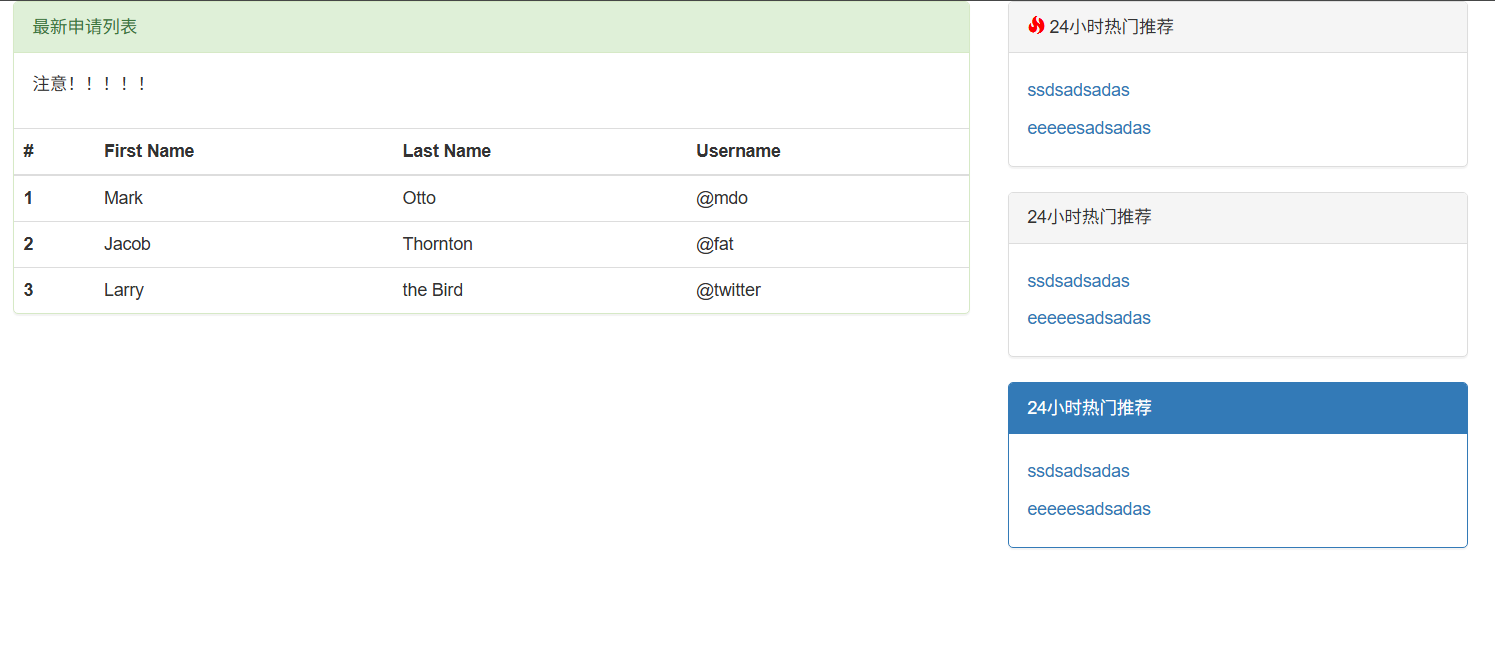 最新申请列表
注意！！！！！
# First Name Last Name Username
1 Mark Otto @mdo
2 Jacob Thornton @fat
3 Larry the Bird @twitter
24小时热门推荐
ssdsadsadas
eeeeesadsadas
24小时热门推荐
ssdsadsadas
eeeeesadsadas
24小时热门推荐
ssdsadsadas
eeeeesadsadas